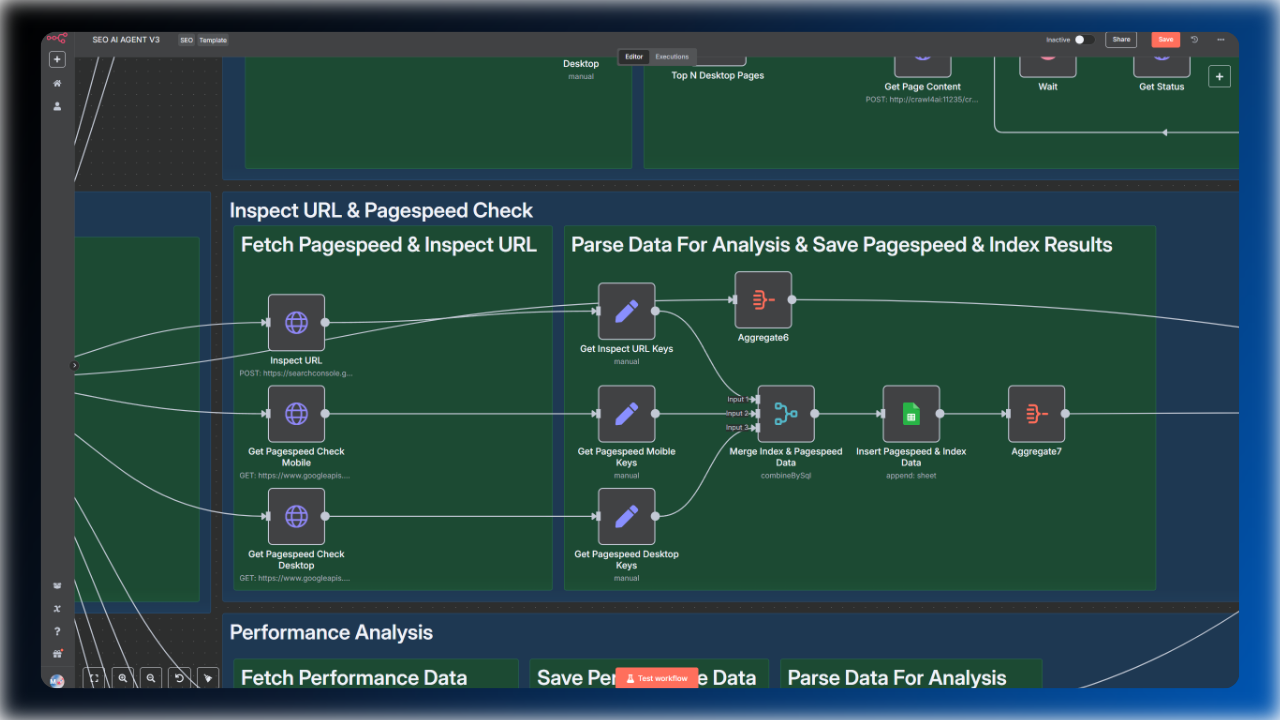 SEO AI AGENT V3
SEO
Template
Inactive
Share
Save
Editor
Executions
Desktop
manual
Top N Desktop Pages
Get Page Content
POST: http://crawl4ai:11235/cr...
Wait
Get Status
Inspect URL & Pagespeed Check
Fetch Pagespeed & Inspect URL
Inspect URL
POST: https://searchconsole.g...
Get Pagespeed Check
Mobile
GET: https://www.googleapis....
Get Pagespeed Check
Desktop
GET: https://www.googleapis....
Parse Data For Analysis & Save Pagespeed & Index Results
Get Inspect URL Keys
manual
Aggregate6
Get Pagespeed Moible
Keys
manual
Input 1
Input 2
Input 3
Merge Index & Pagespeed
Data
combineBySql
Insert Pagespeed & Index
Data
append: sheet
Aggregate7
Get Pagespeed Desktop
Keys
manual
Performance Analysis
Fetch Performance Data
Save Per e Data
Parse Data For Analysis
Test workflow